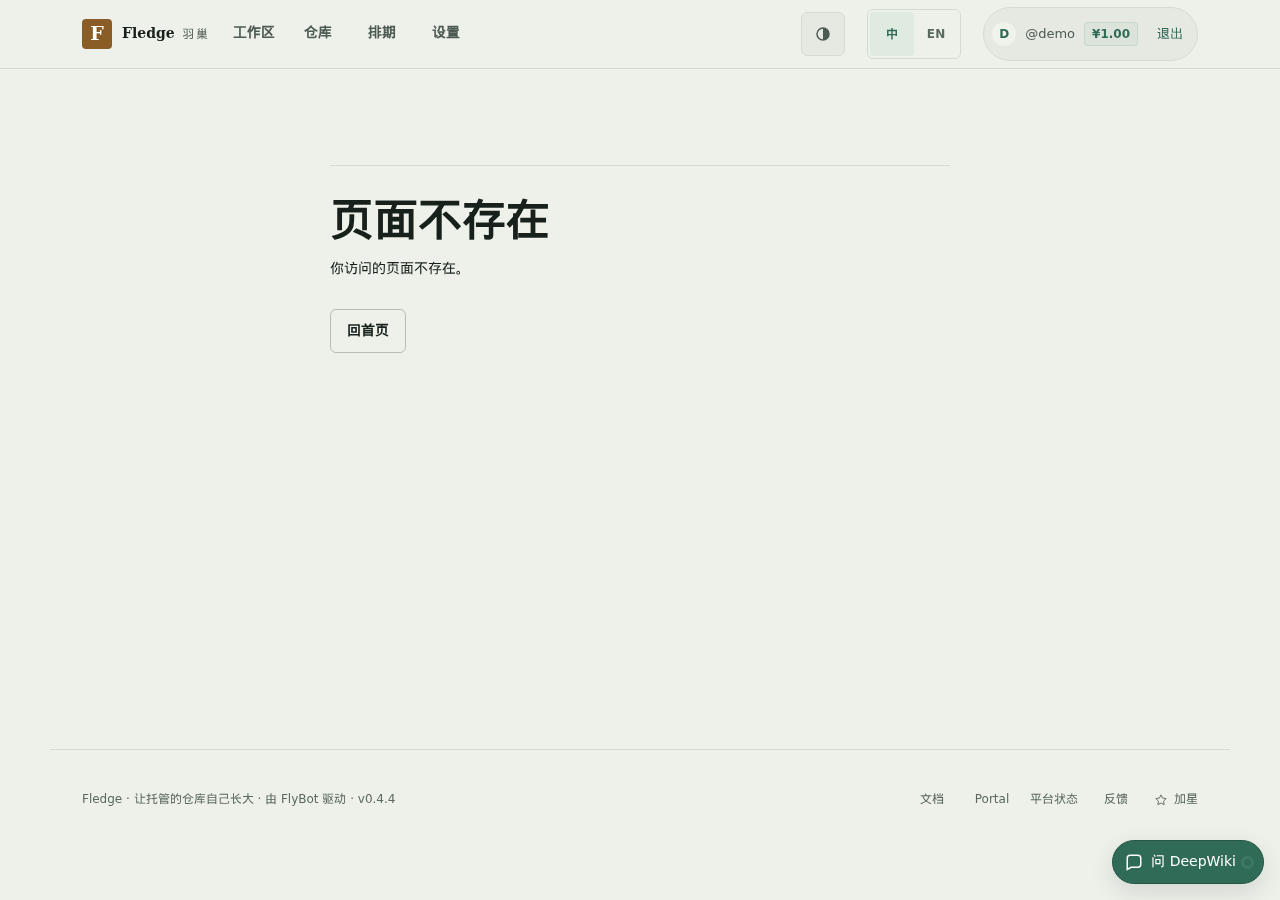 F Fledge 羽巢 工作区 仓库 排期 设置 中 EN D @demo ¥1.00 退出
页面不存在
你访问的页面不存在。
回首页
Fledge · 让托管的仓库自己长大 · 由 FlyBot 驱动 · v0.4.4 文档 Portal 平台状态 反馈 加星
问 DeepWiki